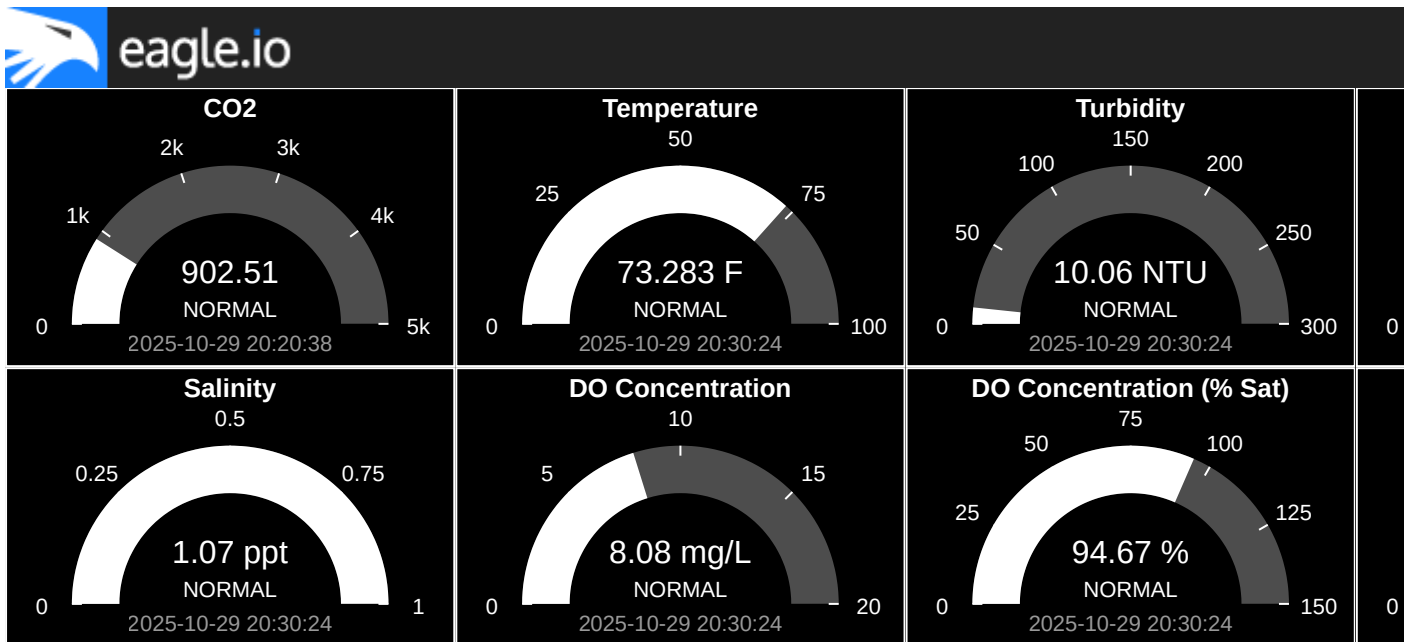 eagle.io
CO2
2k
3k
1k
4k
902.51
NORMAL
0
5k
2025-10-29 20:20:38
Temperature
50
25
75
73.283 F
NORMAL
0
100
2025-10-29 20:30:24
Turbidity
150
100
200
50
250
10.06 NTU
NORMAL
0
300
2025-10-29 20:30:24
0
Salinity
0.5
0.25
0.75
1.07 ppt
NORMAL
0
1
2025-10-29 20:30:24
DO Concentration
10
5
15
8.08 mg/L
NORMAL
0
20
2025-10-29 20:30:24
DO Concentration (% Sat)
75
50
100
25
125
94.67 %
NORMAL
0
150
2025-10-29 20:30:24
0